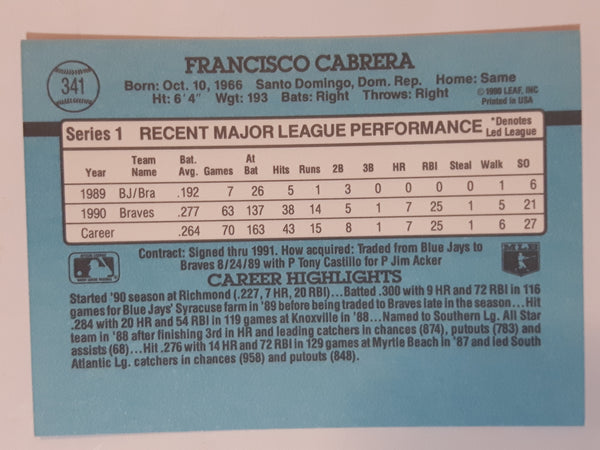 341
FRANCISCO CABRERA
Born: Oct. 10, 1966 Santo Domingo, Dom. Rep. Home: Same
Ht: 6'4" Wgt: 193 Bats: Right Throws: Right
©1990 LEAF, INC
Printed in USA
Series 1 RECENT MAJOR LEAGUE PERFORMANCE *Denotes Led League
Year Team Name Bat. Avg. Games At Bat Hits Runs 2B 3B HR RBI Steal Walk SO
1989 BJ/Bra .192 7 26 5 1 3 0 0 0 0 1 6
1990 Braves .277 63 137 38 14 5 1 7 25 1 5 21
Career .264 70 163 43 15 8 1 7 25 1 6 27
Contract: Signed thru 1991. How acquired: Traded from Blue Jays to
Braves 8/24/89 with P Tony Castillo for P Jim Acker
MLB
CAREER HIGHLIGHTS
Started '90 season at Richmond (.227, 7 HR, 20 RBI)...Batted .300 with 9 HR and 72 RBI in 116
games for Blue Jays' Syracuse farm in '89 before being traded to Braves late in the season...Hit
.284 with 20 HR and 54 RBI in 119 games at Knoxville in '88...Named to Southern Lg. All Star
team in '88 after finishing 3rd in HR and leading catchers in chances (874), putouts (783) and
assists (68)...Hit .276 with 14 HR and 72 RBI in 129 games at Myrtle Beach in '87 and led South
Atlantic Lg. catchers in chances (958) and putouts (848).